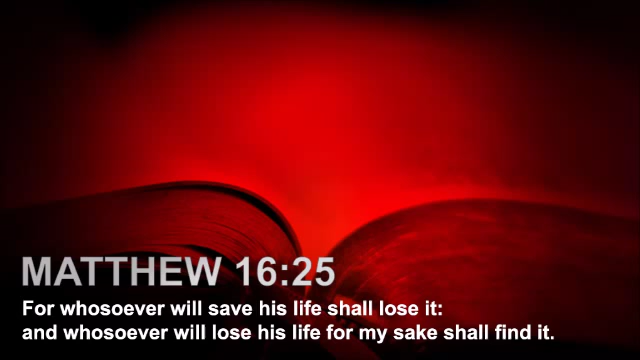 MATTHEW 16:25
For whosoever will save his life shall lose it:
and whosoever will lose his life for my sake shall find it.